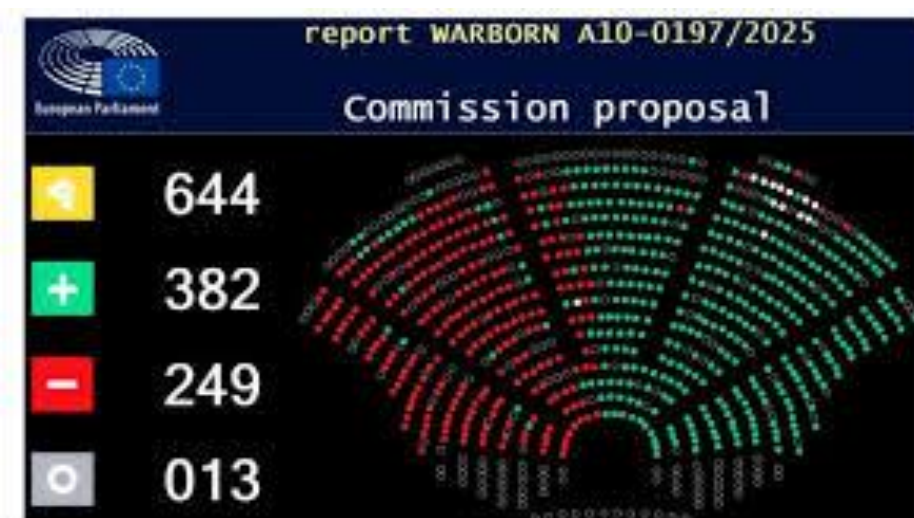 report WARBORN A10-0197/2025
European Parliament
Commission proposal
644
+ 382
− 249
013